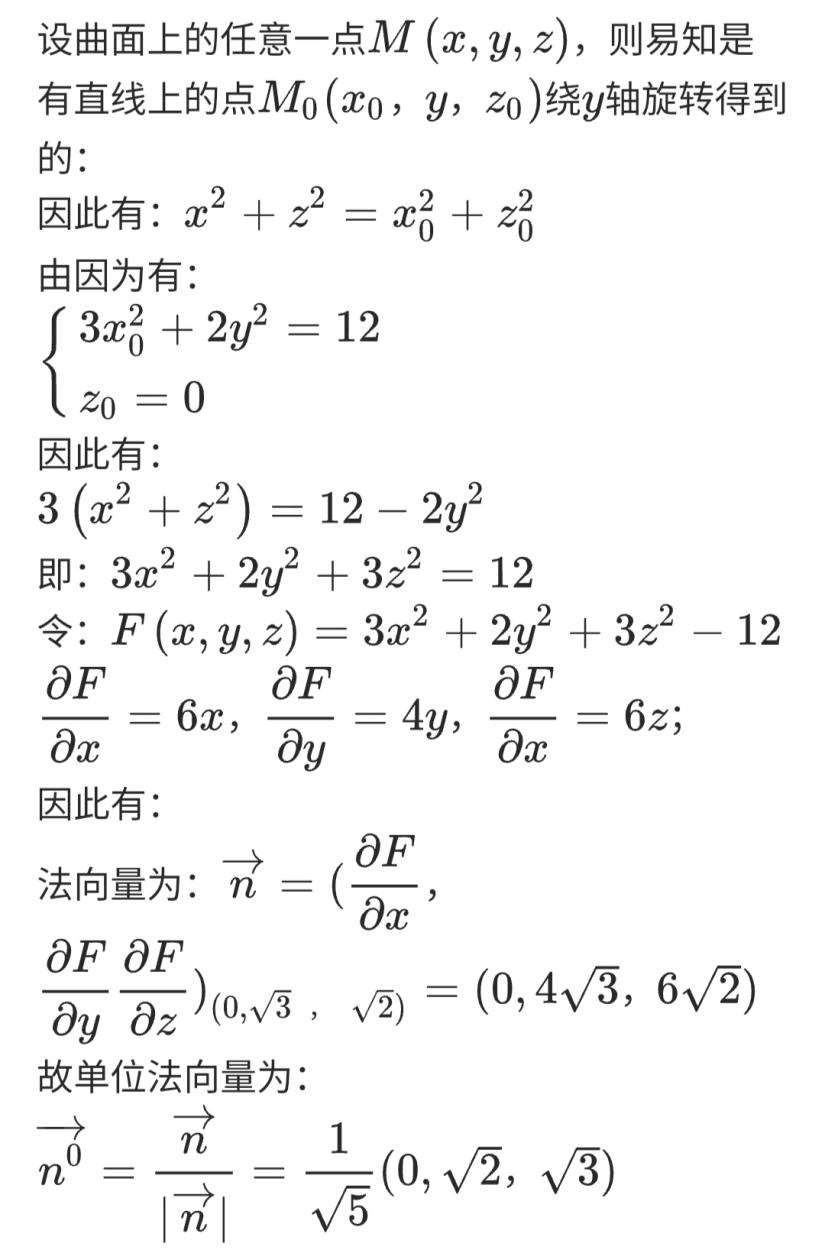 设曲面上的任意一点M (x, y, z)，则易知是
有直线上的点M₀(x₀，y，z₀)绕y轴旋转得到
的：
因此有：x² + z² = x₀² + z₀²
由因为有：
{ 3x₀² + 2y² = 12
z₀ = 0
因此有：
3 (x² + z²) = 12 − 2y²
即：3x² + 2y² + 3z² = 12
令：F (x, y, z) = 3x² + 2y² + 3z² − 12
∂F/∂x = 6x，∂F/∂y = 4y，∂F/∂x = 6z;
因此有：
法向量为：n⃗ = (∂F/∂x，
∂F/∂y ∂F/∂z)(0,√3 ， √2) = (0, 4√3，6√2)
故单位法向量为：
n⁰⃗ = n⃗/|n⃗| = 1/√5 (0, √2，√3)